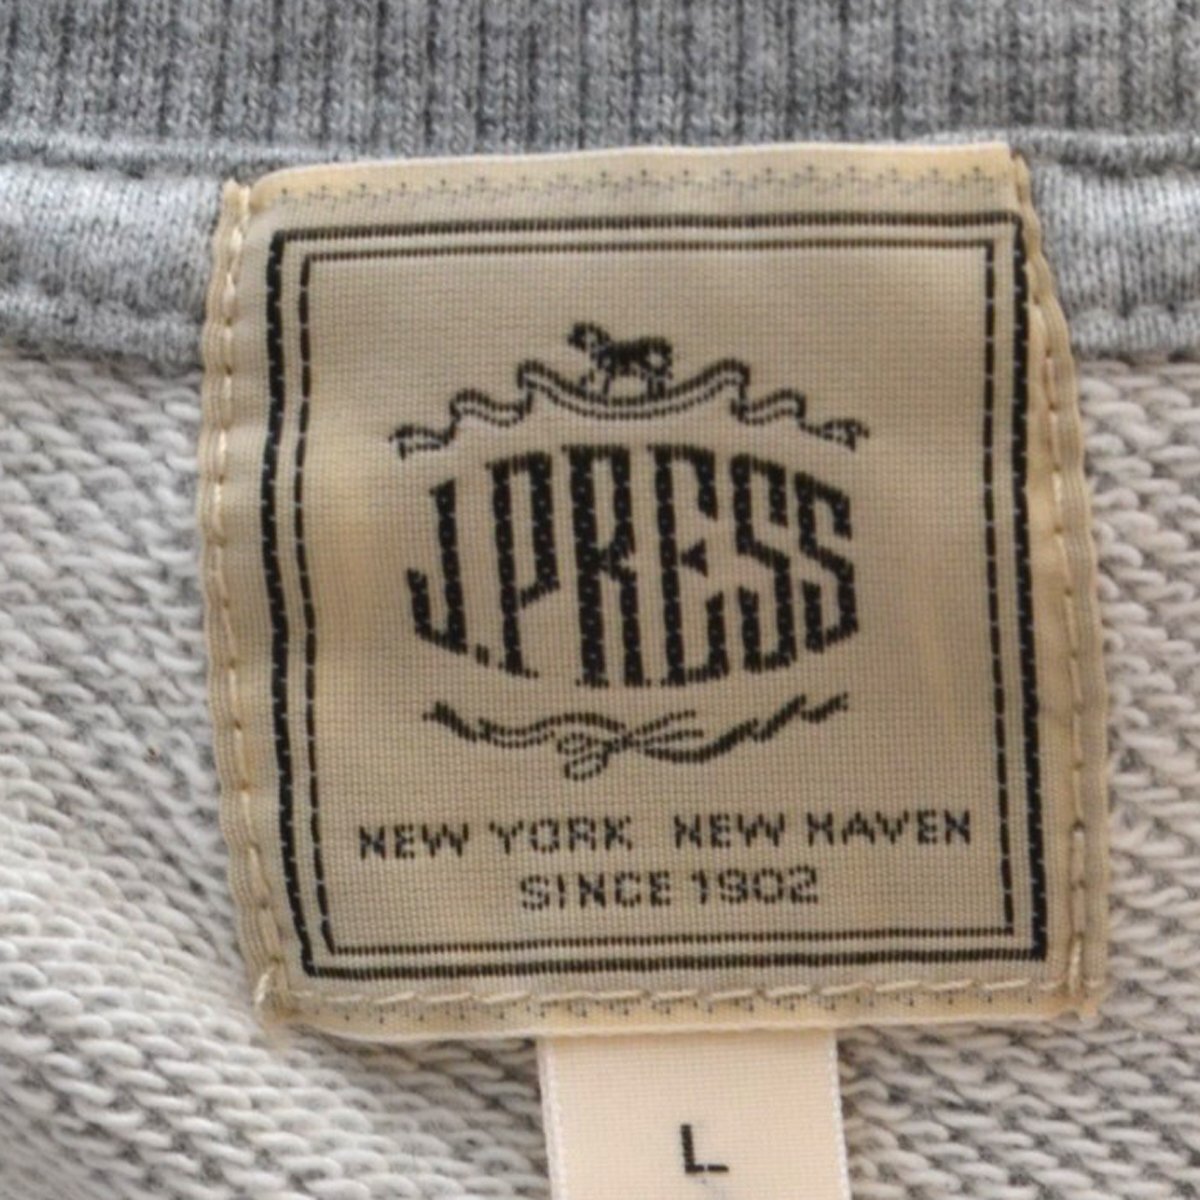 J.PRESS
NEW YORK NEW HAVEN
SINCE 1902
L